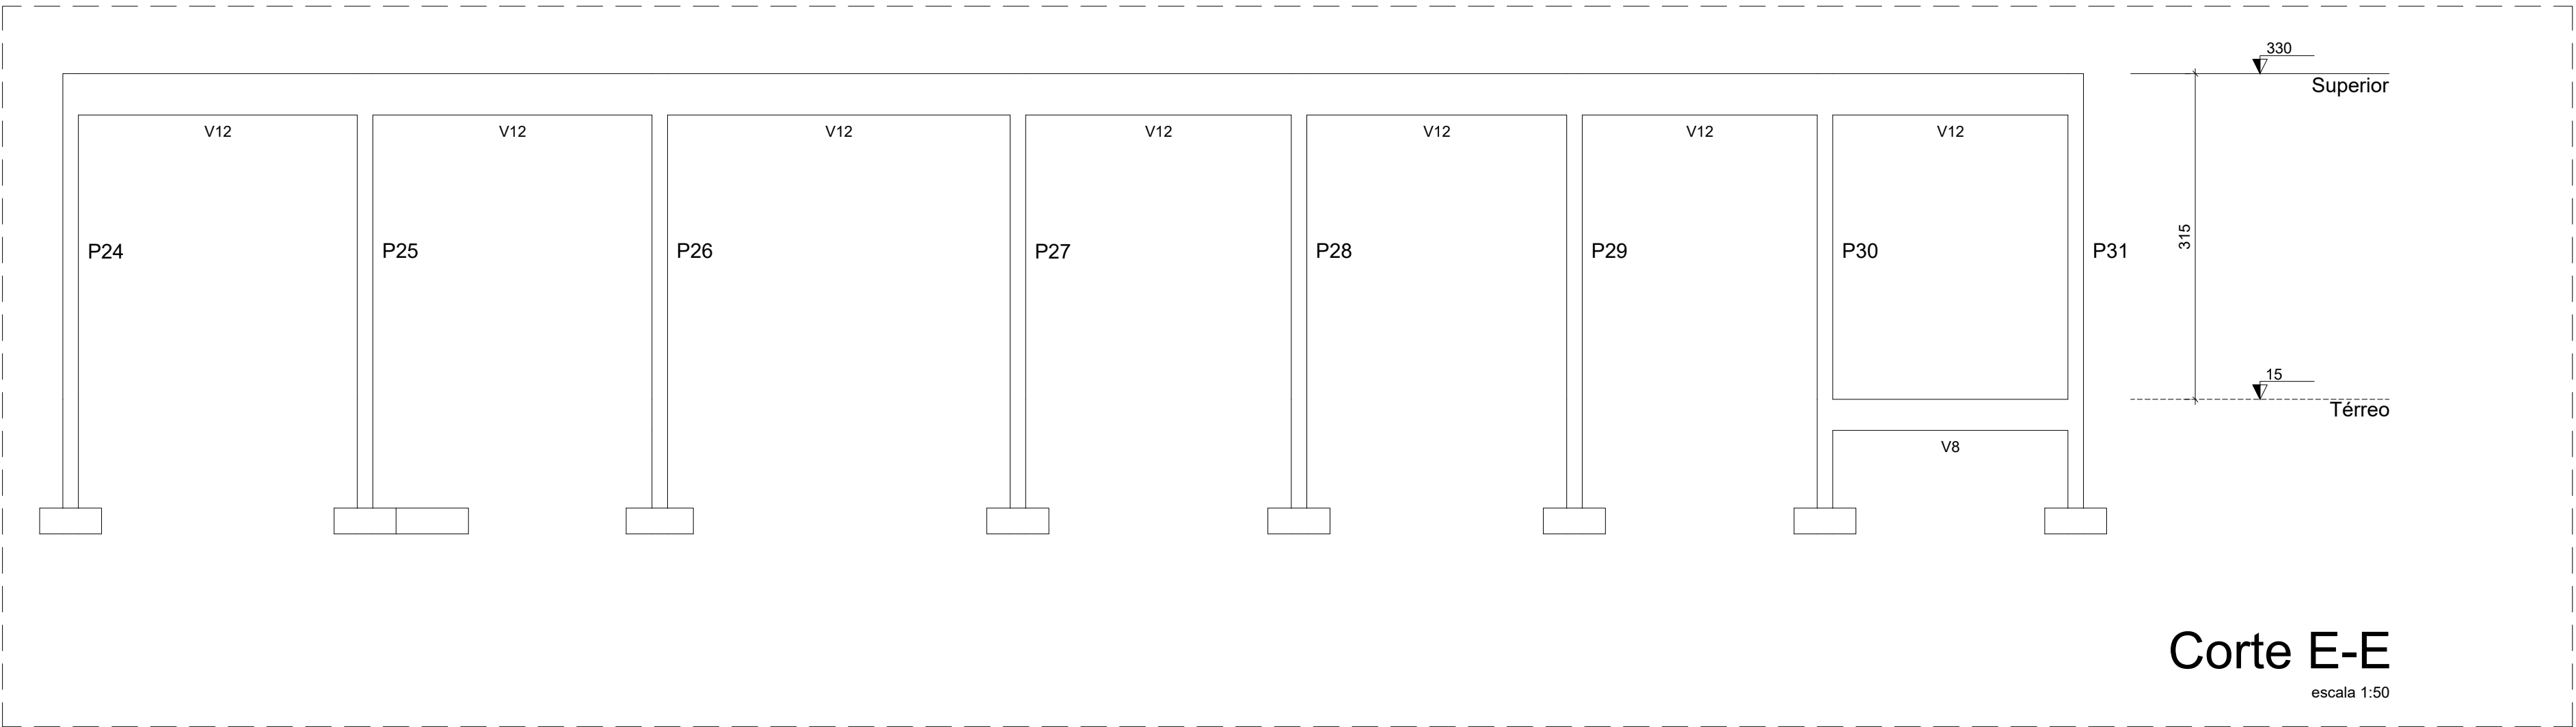 330
Superior
V12 V12 V12 V12 V12 V12 V12
P24 P25 P26 P27 P28 P29 P30 P31
315
15
Térreo
V8
Corte E-E
escala 1:50